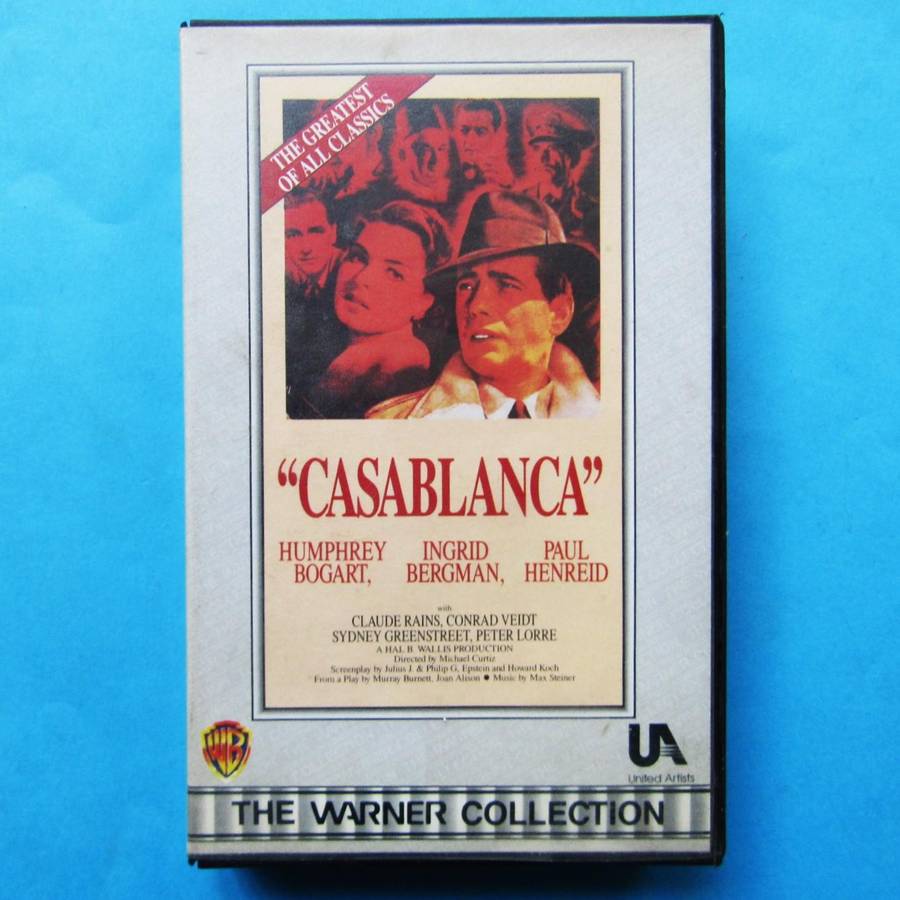 THE GREATEST
OF ALL CLASSICS
“CASABLANCA”
HUMPHREY BOGART,
INGRID BERGMAN,
PAUL HENREID
with
CLAUDE RAINS, CONRAD VEIDT
SYDNEY GREENSTREET, PETER LORRE
A HAL B. WALLIS PRODUCTION
Directed by Michael Curtiz
Screenplay by Julius J. & Philip G. Epstein and Howard Koch
From a Play by Murray Burnett, Joan Alison ● Music by Max Steiner
WB
UA
United Artists
THE WARNER COLLECTION